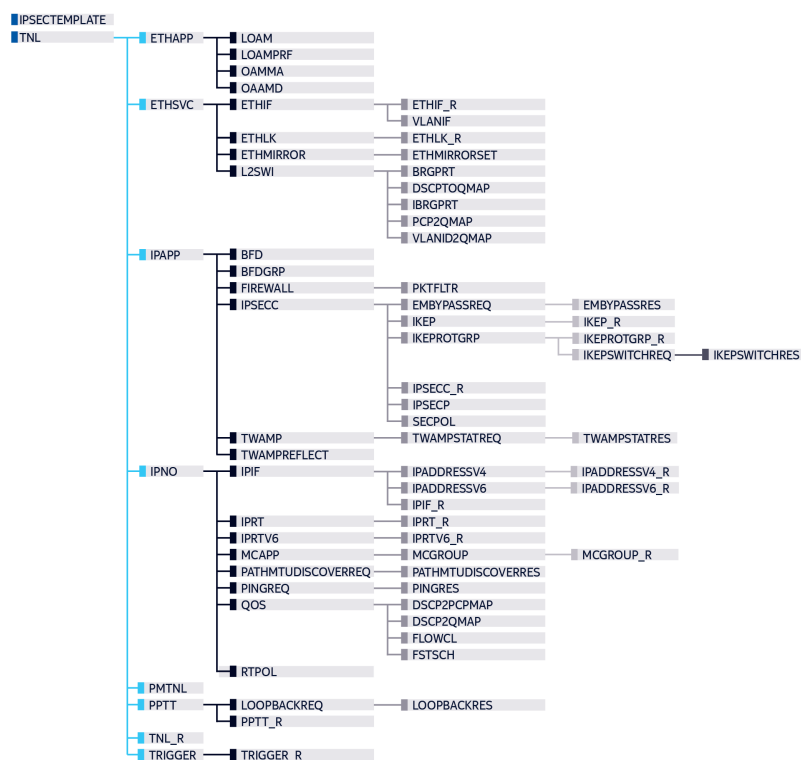 IPSECTEMPLATE
TNL ETHAPP LOAM
LOAMPRF
OAMMA
OAAMD
ETHSVC ETHIF ETHIF_R
VLANIF
ETHLK ETHLK_R
ETHMIRROR ETHMIRRORSET
L2SWI BRGPRT
DSCPTOQMAP
IBRGPRT
PCP2QMAP
VLANID2QMAP
IPAPP BFD
BFDGRP
FIREWALL PKTFLTR
IPSECC EMBYPASSREQ EMBYPASSRES
IKEP IKEP_R
IKEPROTGRP IKEPROTGRP_R
IKEPSWITCHREQ IKEPSWITCHRES
IPSECC_R
IPSECP
SECPOL
TWAMP TWAMPSTATREQ TWAMPSTATRES
TWAMPREFLECT
IPNO IPIF IPADDRESSV4 IPADDRESSV4_R
IPADDRESSV6 IPADDRESSV6_R
IPIF_R
IPRT IPRT_R
IPRTV6 IPRTV6_R
MCAPP MCGROUP MCGROUP_R
PATHMTUDISCOVERREQ PATHMTUDISCOVERRES
PINGREQ PINGRES
QOS DSCP2PCPMAP
DSCP2QMAP
FLOWCL
FSTSCH
RTPOL
PMTNL
PPTT LOOPBACKREQ LOOPBACKRES
PPTT_R
TNL_R
TRIGGER TRIGGER_R